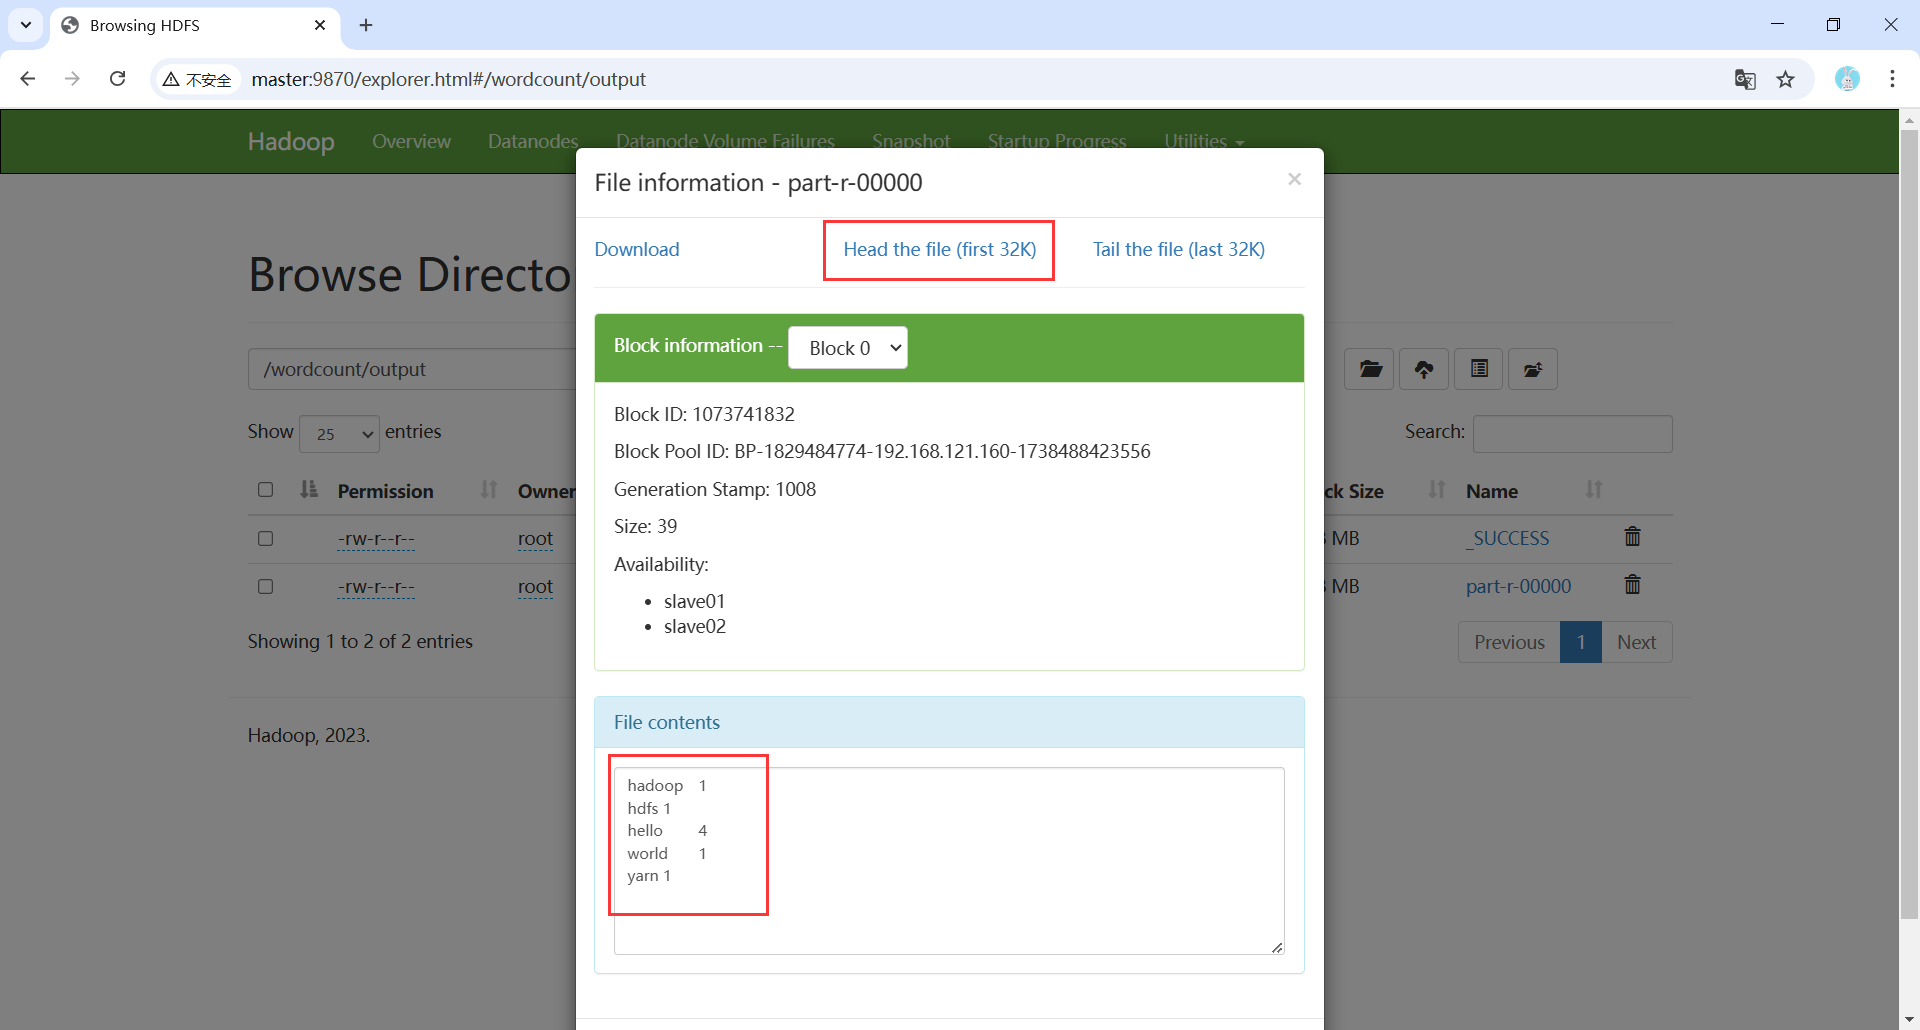 Browsing HDFS
不安全 master:9870/explorer.html#/wordcount/output
Hadoop Overview Datanodes Datanode Volume Failures Snapshot Startup Progress Utilities
File information - part-r-00000 ×
Download Head the file (first 32K) Tail the file (last 32K)
Browse Directo
Block information -- Block 0
/wordcount/output
Block ID: 1073741832
Show 25 entries
Search:
Block Pool ID: BP-1829484774-192.168.121.160-1738488423556
Permission Owner
Generation Stamp: 1008
ck Size Name
Size: 39
-rw-r--r-- root
MB _SUCCESS
Availability:
slave01
slave02
-rw-r--r-- root
MB part-r-00000
Showing 1 to 2 of 2 entries
Previous 1 Next
File contents
Hadoop, 2023.
hadoop 1
hdfs 1
hello 4
world 1
yarn 1